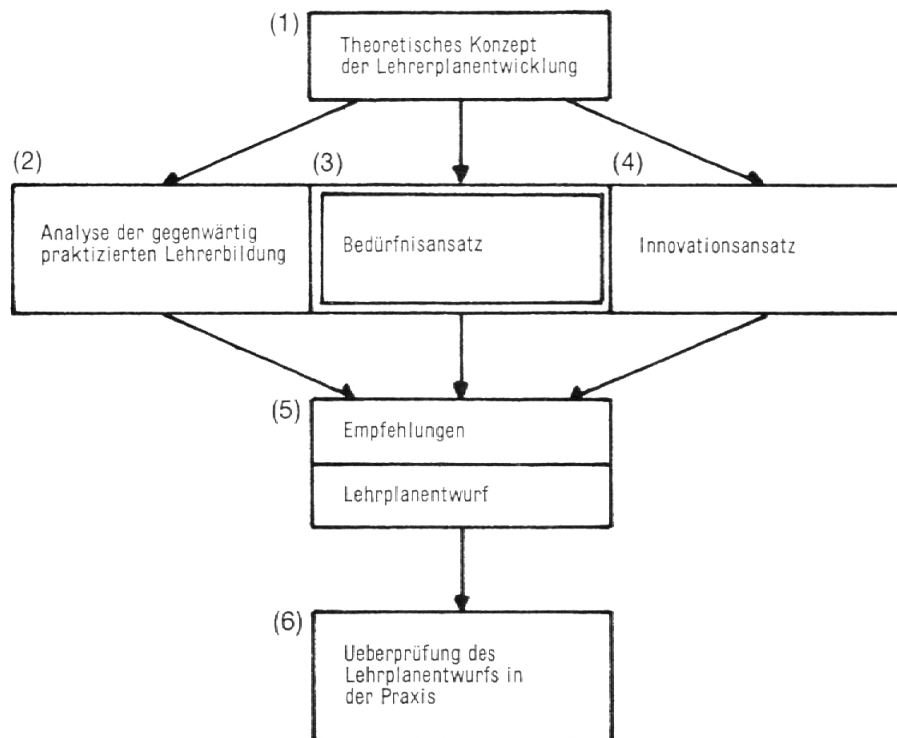 (1)
Theoretisches Konzept
der Lehrerplanentwicklung
(2)
Analyse der gegenwärtig
praktizierten Lehrerbildung
(3)
Bedürfnisansatz
(4)
Innovationsansatz
(5)
Empfehlungen
Lehrplanentwurf
(6)
Ueberprüfung des
Lehrplanentwurfs in
der Praxis